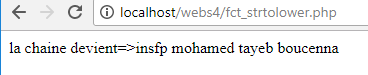 localhost/webs4/fct_strtolower.php
la chaine devient=>insfp mohamed tayeb boucenna